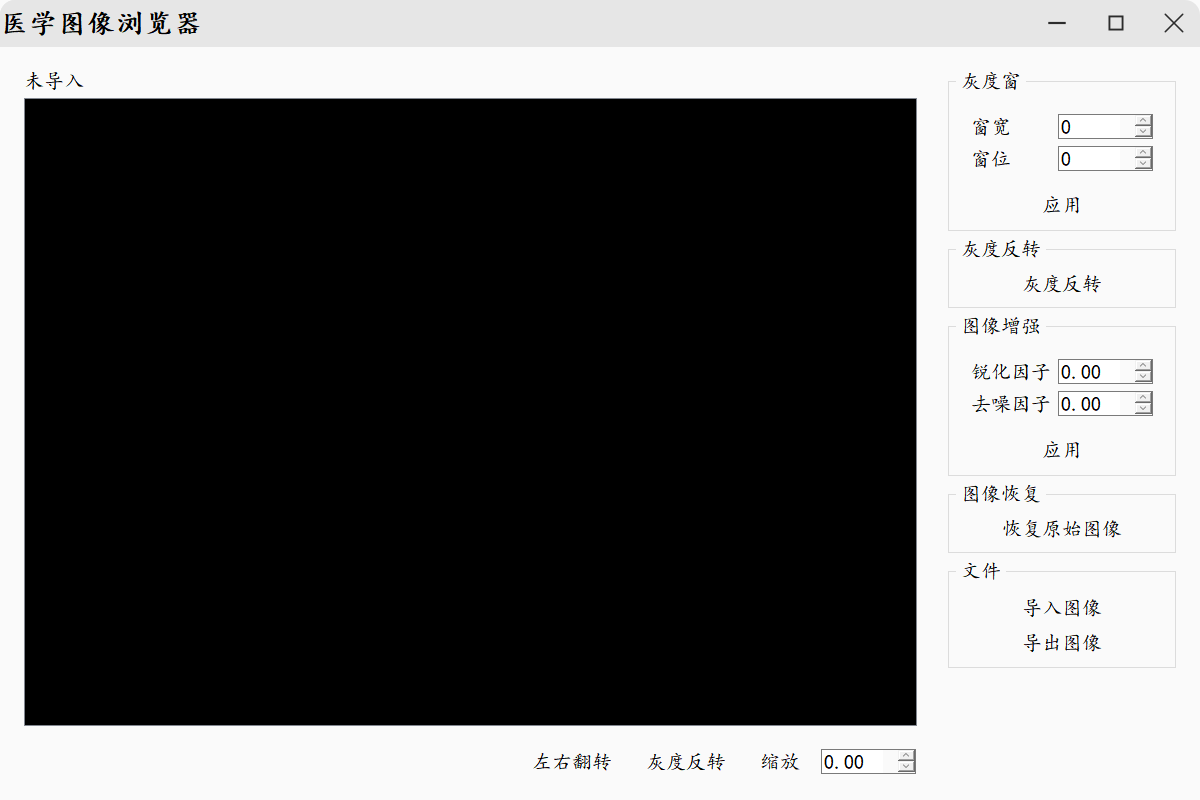 医学图像浏览器
未导入
灰度窗
窗宽 0
窗位 0
应用
灰度反转
灰度反转
图像增强
锐化因子 0.00
去噪因子 0.00
应用
图像恢复
恢复原始图像
文件
导入图像
导出图像
左右翻转 灰度反转 缩放 0.00